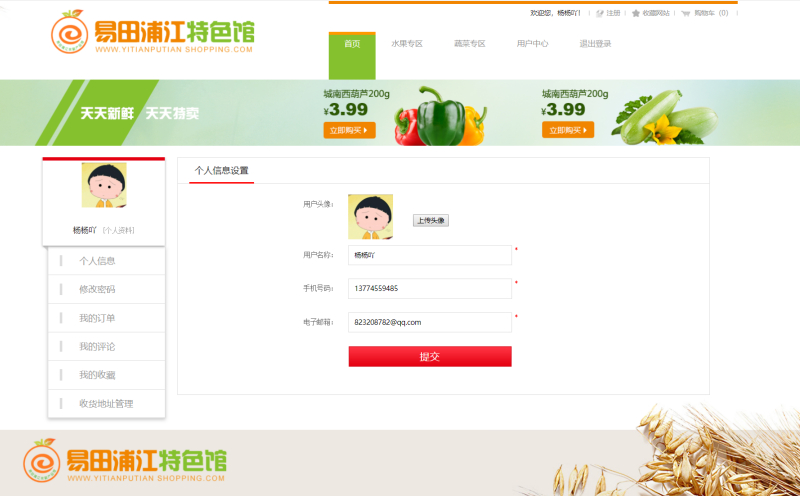 欢迎您，杨杨吖！ 注册 收藏网站 购物车（0）
易田浦江特色馆
WWW.YITIANPUTIAN SHOPPING.COM
首页 水果专区 蔬菜专区 用户中心 退出登录
天天新鲜 天天特卖
城南西葫芦200g
¥3.99
立即购买
城南西葫芦200g
¥3.99
立即购买
杨杨吖 [个人资料]
个人信息
修改密码
我的订单
我的评论
我的收藏
收货地址管理
个人信息设置
用户头像：
上传头像
用户名称： 杨杨吖 *
手机号码： 13774559485 *
电子邮箱： 823208782@qq.com *
提交
易田浦江特色馆
WWW.YITIANPUTIAN SHOPPING.COM